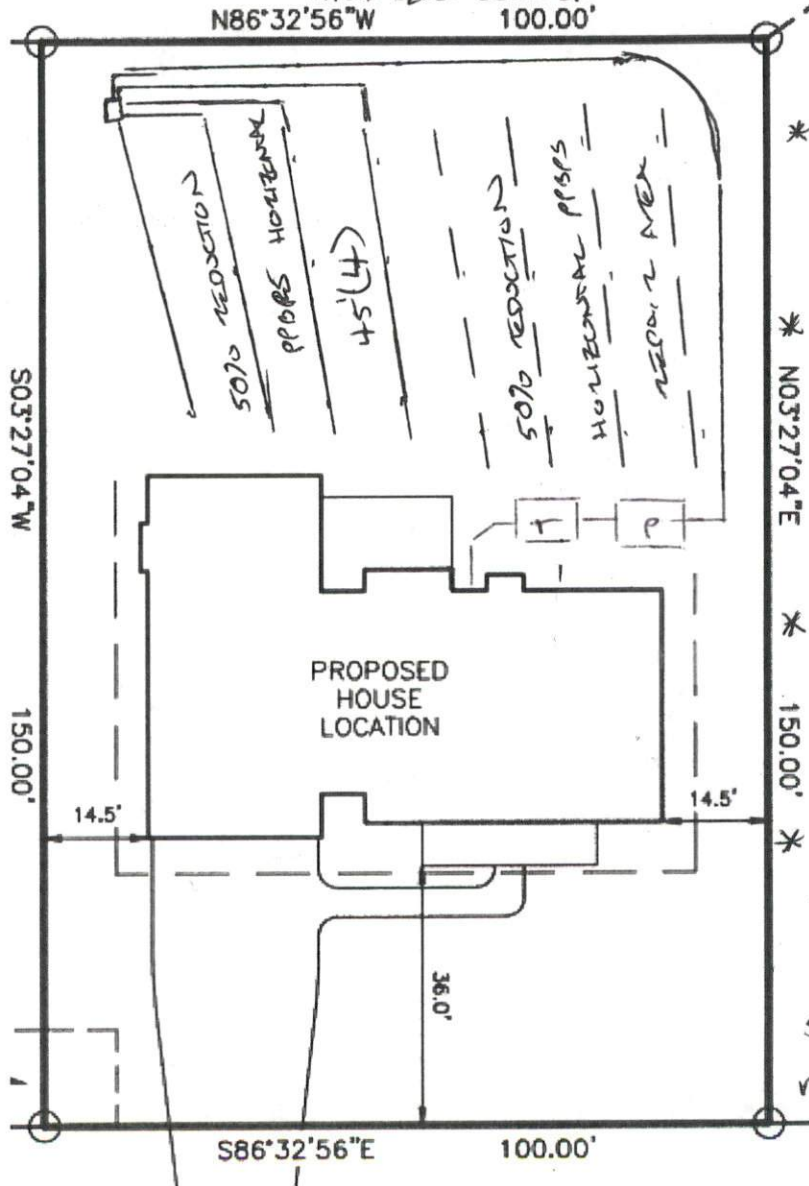 N86°32'56"W 100.00'
50% REDUCTION
PPBPS HORIZONTAL
45'(4)
50% REDUCTION
HORIZONTAL PPBPS
REPAIR AREA
S03°27'04"W 150.00'
N03°27'04"E 150.00'
T
P
PROPOSED
HOUSE
LOCATION
14.5'
14.5'
36.0'
S86°32'56"E 100.00'